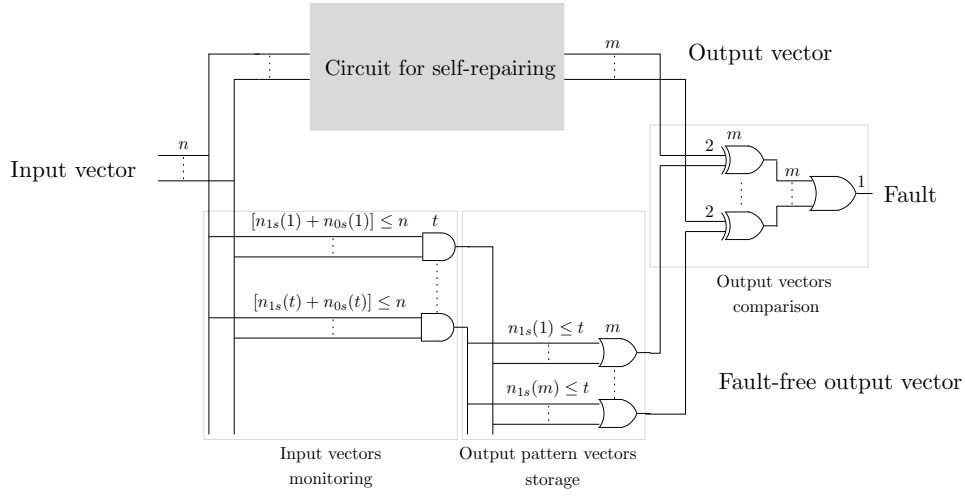 m
Output vector
Circuit for self-repairing
n
Input vector
2
m
m
1
Fault
2
[n1s(1) + n0s(1)] ≤ n
t
Output vectors
comparison
[n1s(t) + n0s(t)] ≤ n
n1s(1) ≤ t
m
Fault-free output vector
n1s(m) ≤ t
Input vectors
monitoring
Output pattern vectors
storage